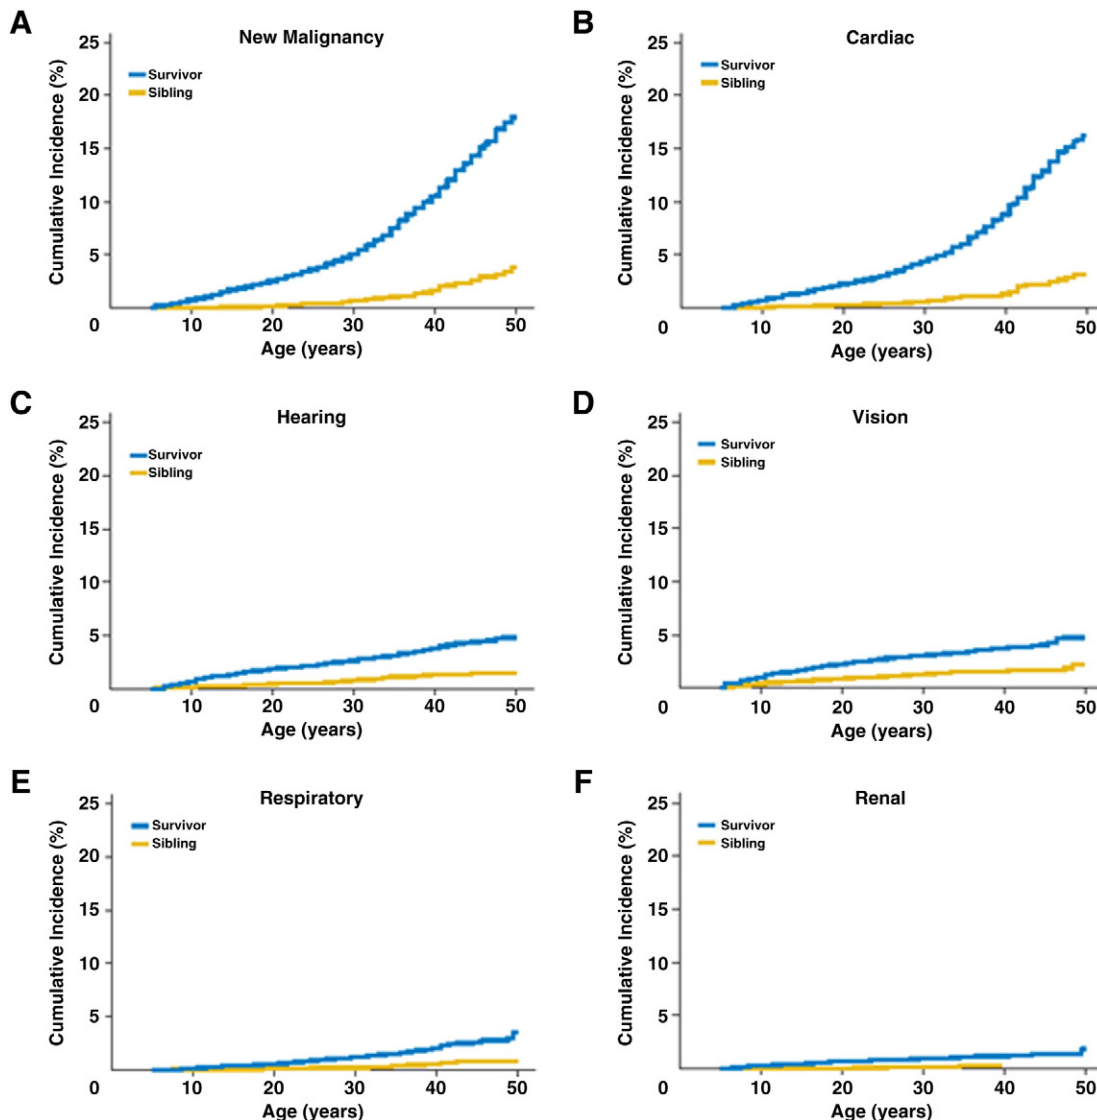 A
New Malignancy
Cumulative Incidence (%)
25
20
15
10
5
0
Survivor
Sibling
10 20 30 40 50
Age (years)
B
Cardiac
Cumulative Incidence (%)
25
20
15
10
5
0
Survivor
Sibling
10 20 30 40 50
Age (years)
C
Hearing
Cumulative Incidence (%)
25
20
15
10
5
0
Survivor
Sibling
10 20 30 40 50
Age (years)
D
Vision
Cumulative Incidence (%)
25
20
15
10
5
0
Survivor
Sibling
10 20 30 40 50
Age (years)
E
Respiratory
Cumulative Incidence (%)
25
20
15
10
5
0
Survivor
Sibling
10 20 30 40 50
Age (years)
F
Renal
Cumulative Incidence (%)
25
20
15
10
5
0
Survivor
Sibling
10 20 30 40 50
Age (years)